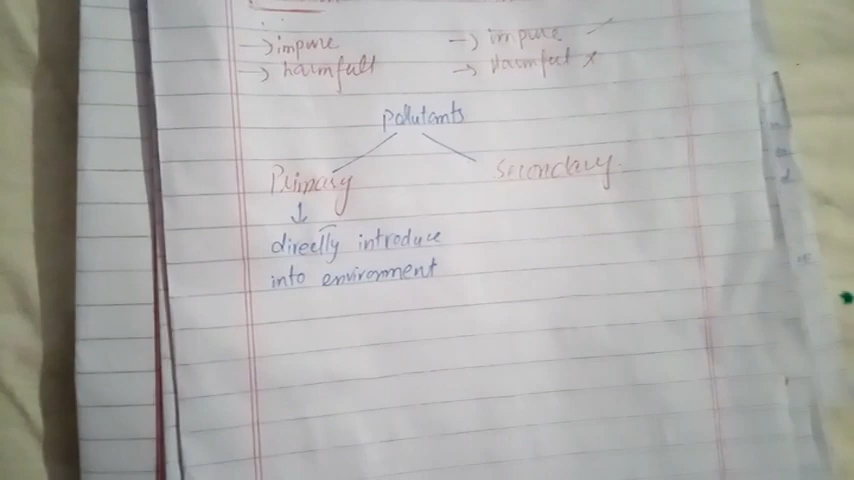 → impure → impure ✓
→ harmfull → Harmful x
Pollutants
Primary Secondary.
↓
directly introduce
into environment